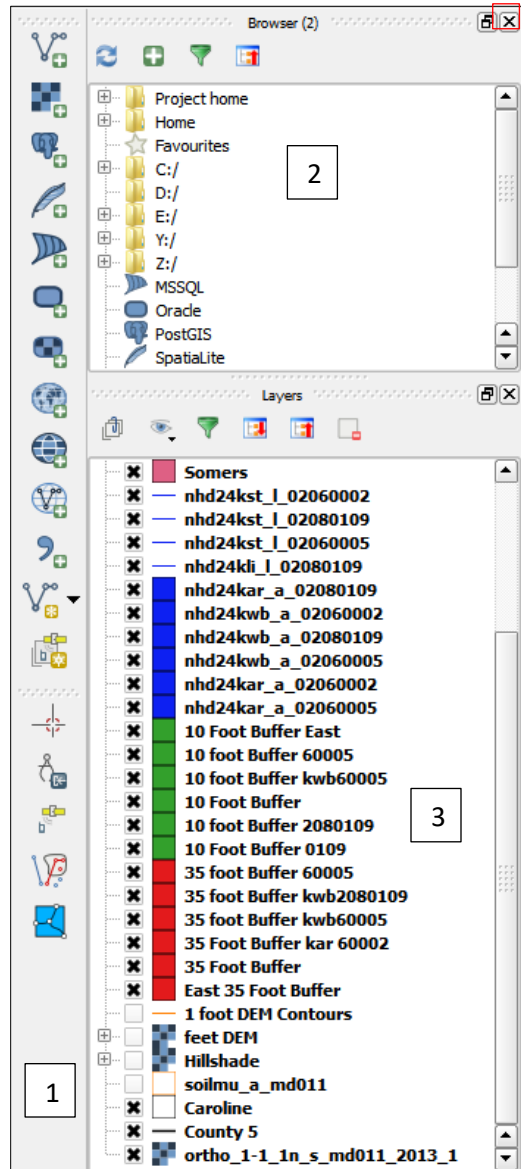 Browser (2)
Project home
Home
Favourites
C:/
2
D:/
E:/
Y:/
Z:/
MSSQL
Oracle
PostGIS
SpatiaLite
Layers
Somers
nhd24kst_l_02060002
nhd24kst_l_02080109
nhd24kst_l_02060005
nhd24kli_l_02080109
nhd24kar_a_02080109
nhd24kwb_a_02060002
nhd24kwb_a_02080109
nhd24kwb_a_02060005
nhd24kar_a_02060002
nhd24kar_a_02060005
10 Foot Buffer East
10 foot Buffer 60005
10 foot Buffer kwb60005
10 Foot Buffer
3
10 foot Buffer 2080109
10 Foot Buffer 0109
35 foot Buffer 60005
35 foot Buffer kwb2080109
35 foot Buffer kwb60005
35 Foot Buffer kar 60002
35 Foot Buffer
East 35 Foot Buffer
1 foot DEM Contours
feet DEM
Hillshade
soilmu_a_md011
1
Caroline
County 5
ortho_1-1_1n_s_md011_2013_1